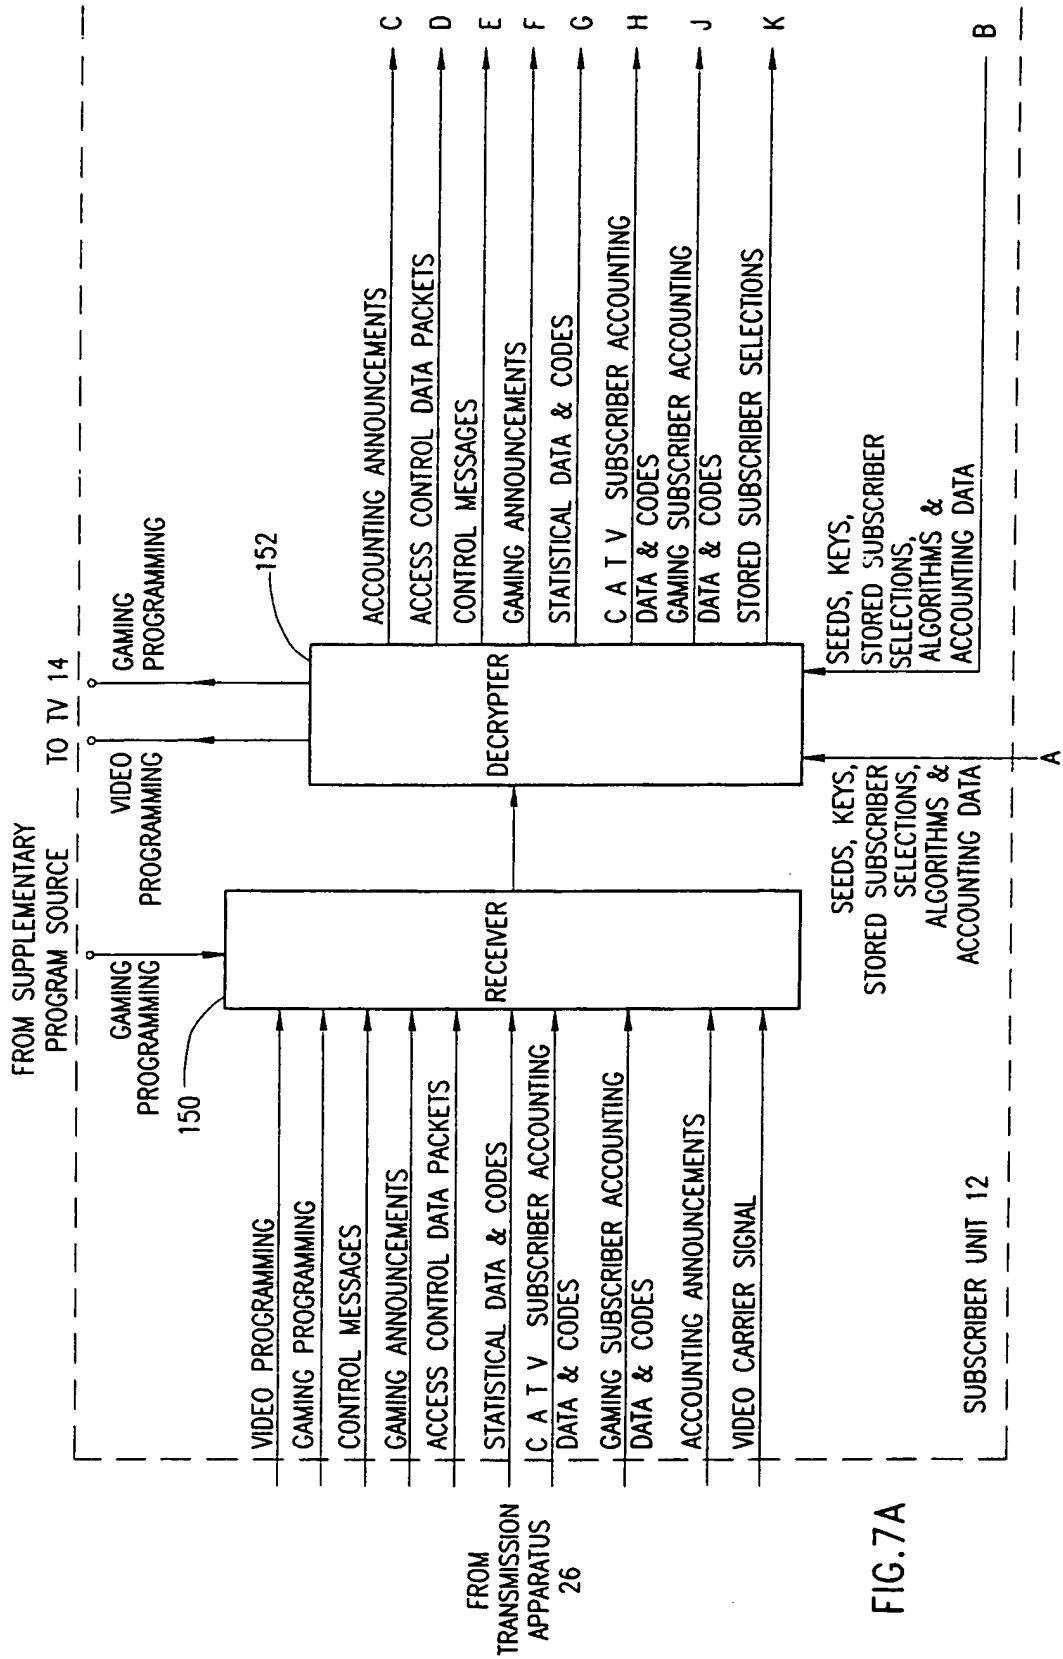 FROM SUPPLEMENTARY
PROGRAM SOURCE
TO TV 14
GAMING
PROGRAMMING
VIDEO
PROGRAMMING
GAMING
PROGRAMMING
150
152
FROM
TRANSMISSION
APPARATUS
26
VIDEO PROGRAMMING
GAMING PROGRAMMING
CONTROL MESSAGES
GAMING ANNOUNCEMENTS
ACCESS CONTROL DATA PACKETS
STATISTICAL DATA & CODES
C A T V SUBSCRIBER ACCOUNTING
DATA & CODES
GAMING SUBSCRIBER ACCOUNTING
DATA & CODES
ACCOUNTING ANNOUNCEMENTS
VIDEO CARRIER SIGNAL
RECEIVER
DECRYPTER
ACCOUNTING ANNOUNCEMENTS
C
ACCESS CONTROL DATA PACKETS
D
CONTROL MESSAGES
E
GAMING ANNOUNCEMENTS
F
STATISTICAL DATA & CODES
G
C A T V SUBSCRIBER ACCOUNTING
DATA & CODES
H
GAMING SUBSCRIBER ACCOUNTING
DATA & CODES
J
STORED SUBSCRIBER SELECTIONS
K
SEEDS, KEYS,
STORED SUBSCRIBER
SELECTIONS,
ALGORITHMS &
ACCOUNTING DATA
A
SEEDS, KEYS,
STORED SUBSCRIBER
SELECTIONS,
ALGORITHMS &
ACCOUNTING DATA
B
SUBSCRIBER UNIT 12
FIG.7A